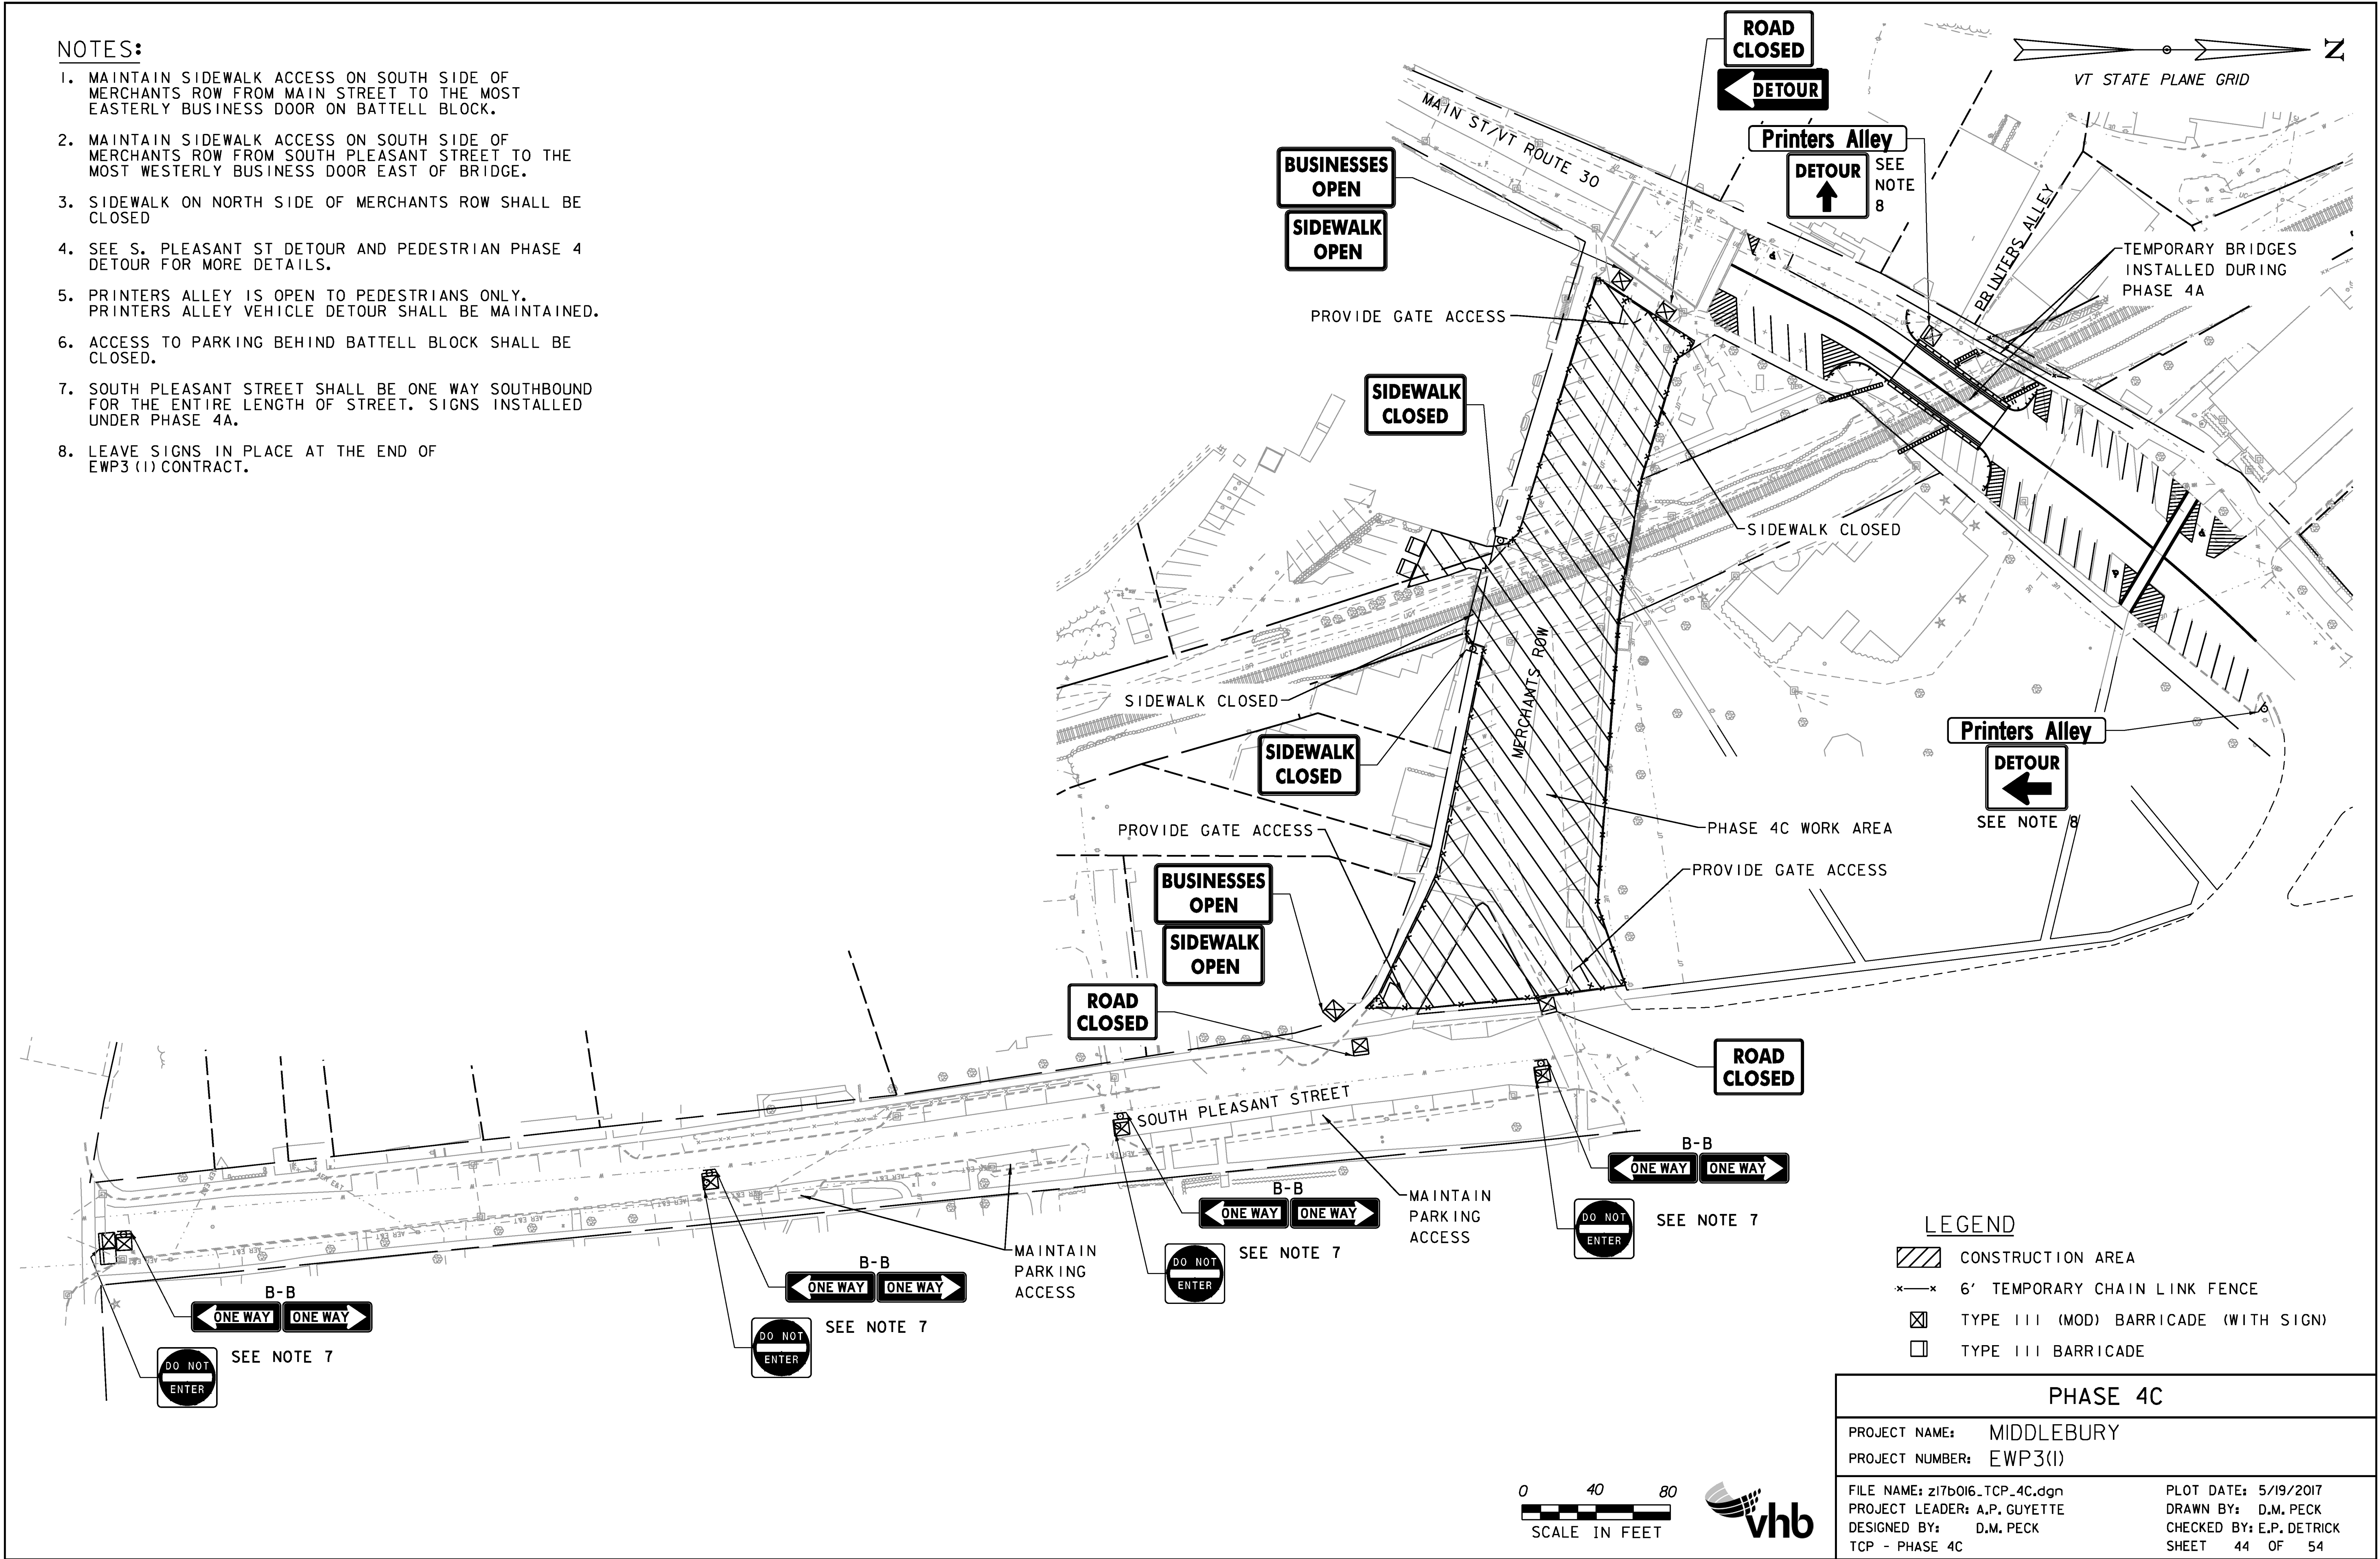 NOTES:
1. MAINTAIN SIDEWALK ACCESS ON SOUTH SIDE OF
MERCHANTS ROW FROM MAIN STREET TO THE MOST
EASTERLY BUSINESS DOOR ON BATTELL BLOCK.
2. MAINTAIN SIDEWALK ACCESS ON SOUTH SIDE OF
MERCHANTS ROW FROM SOUTH PLEASANT STREET TO THE
MOST WESTERLY BUSINESS DOOR EAST OF BRIDGE.
3. SIDEWALK ON NORTH SIDE OF MERCHANTS ROW SHALL BE
CLOSED
4. SEE S. PLEASANT ST DETOUR AND PEDESTRIAN PHASE 4
DETOUR FOR MORE DETAILS.
5. PRINTERS ALLEY IS OPEN TO PEDESTRIANS ONLY.
PRINTERS ALLEY VEHICLE DETOUR SHALL BE MAINTAINED.
6. ACCESS TO PARKING BEHIND BATTELL BLOCK SHALL BE
CLOSED.
7. SOUTH PLEASANT STREET SHALL BE ONE WAY SOUTHBOUND
FOR THE ENTIRE LENGTH OF STREET. SIGNS INSTALLED
UNDER PHASE 4A.
8. LEAVE SIGNS IN PLACE AT THE END OF
EWP3(1) CONTRACT.
ROAD
CLOSED
DETOUR
N
VT STATE PLANE GRID
MAIN ST/VT ROUTE 30
Printers Alley
DETOUR
SEE
NOTE
8
BUSINESSES
OPEN
SIDEWALK
OPEN
PRINTERS ALLEY
TEMPORARY BRIDGES
INSTALLED DURING
PHASE 4A
PROVIDE GATE ACCESS
SIDEWALK
CLOSED
SIDEWALK CLOSED
MERCHANTS ROW
SIDEWALK CLOSED
SIDEWALK
CLOSED
Printers Alley
DETOUR
SEE NOTE 8
PROVIDE GATE ACCESS
PHASE 4C WORK AREA
PROVIDE GATE ACCESS
BUSINESSES
OPEN
SIDEWALK
OPEN
ROAD
CLOSED
ROAD
CLOSED
SOUTH PLEASANT STREET
B-B
ONE WAY ONE WAY
DO NOT
ENTER
SEE NOTE 7
MAINTAIN
PARKING
ACCESS
B-B
ONE WAY ONE WAY
DO NOT
ENTER
SEE NOTE 7
MAINTAIN
PARKING
ACCESS
B-B
ONE WAY ONE WAY
DO NOT
ENTER
SEE NOTE 7
B-B
ONE WAY ONE WAY
DO NOT
ENTER
SEE NOTE 7
LEGEND
CONSTRUCTION AREA
6' TEMPORARY CHAIN LINK FENCE
TYPE III (MOD) BARRICADE (WITH SIGN)
TYPE III BARRICADE
0 40 80
SCALE IN FEET
vhb
PHASE 4C
PROJECT NAME: MIDDLEBURY
PROJECT NUMBER: EWP3(1)
FILE NAME: z17b016_TCP_4C.dgn
PLOT DATE: 5/19/2017
PROJECT LEADER: A.P. GUYETTE
DRAWN BY: D.M. PECK
DESIGNED BY: D.M. PECK
CHECKED BY: E.P. DETRICK
TCP - PHASE 4C
SHEET 44 OF 54